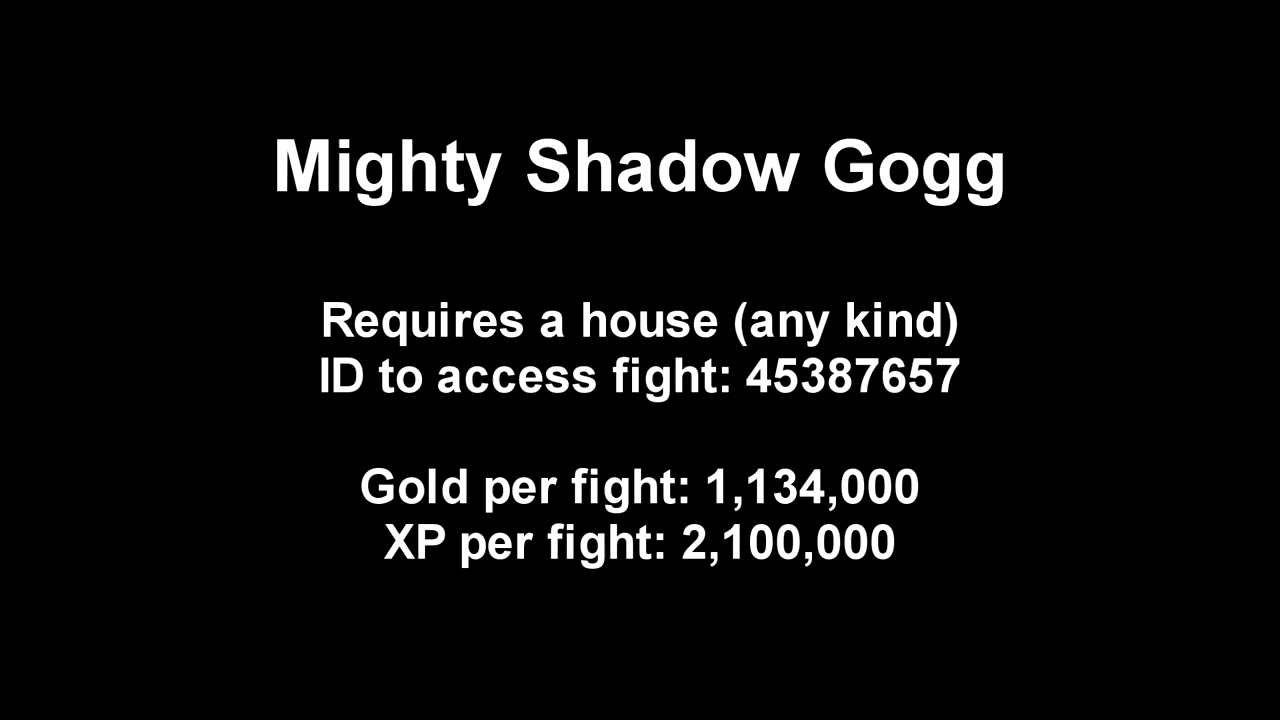 Mighty Shadow Gogg
Requires a house (any kind)
ID to access fight: 45387657
Gold per fight: 1,134,000
XP per fight: 2,100,000